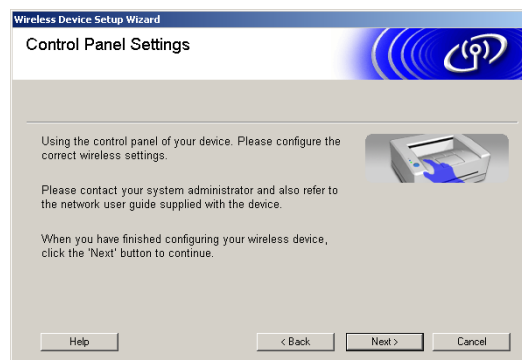 Wireless Device Setup Wizard
Control Panel Settings
Using the control panel of your device. Please configure the
correct wireless settings.
Please contact your system administrator and also refer to
the network user guide supplied with the device.
When you have finished configuring your wireless device,
click the 'Next' button to continue.
Help
< Back
Next >
Cancel